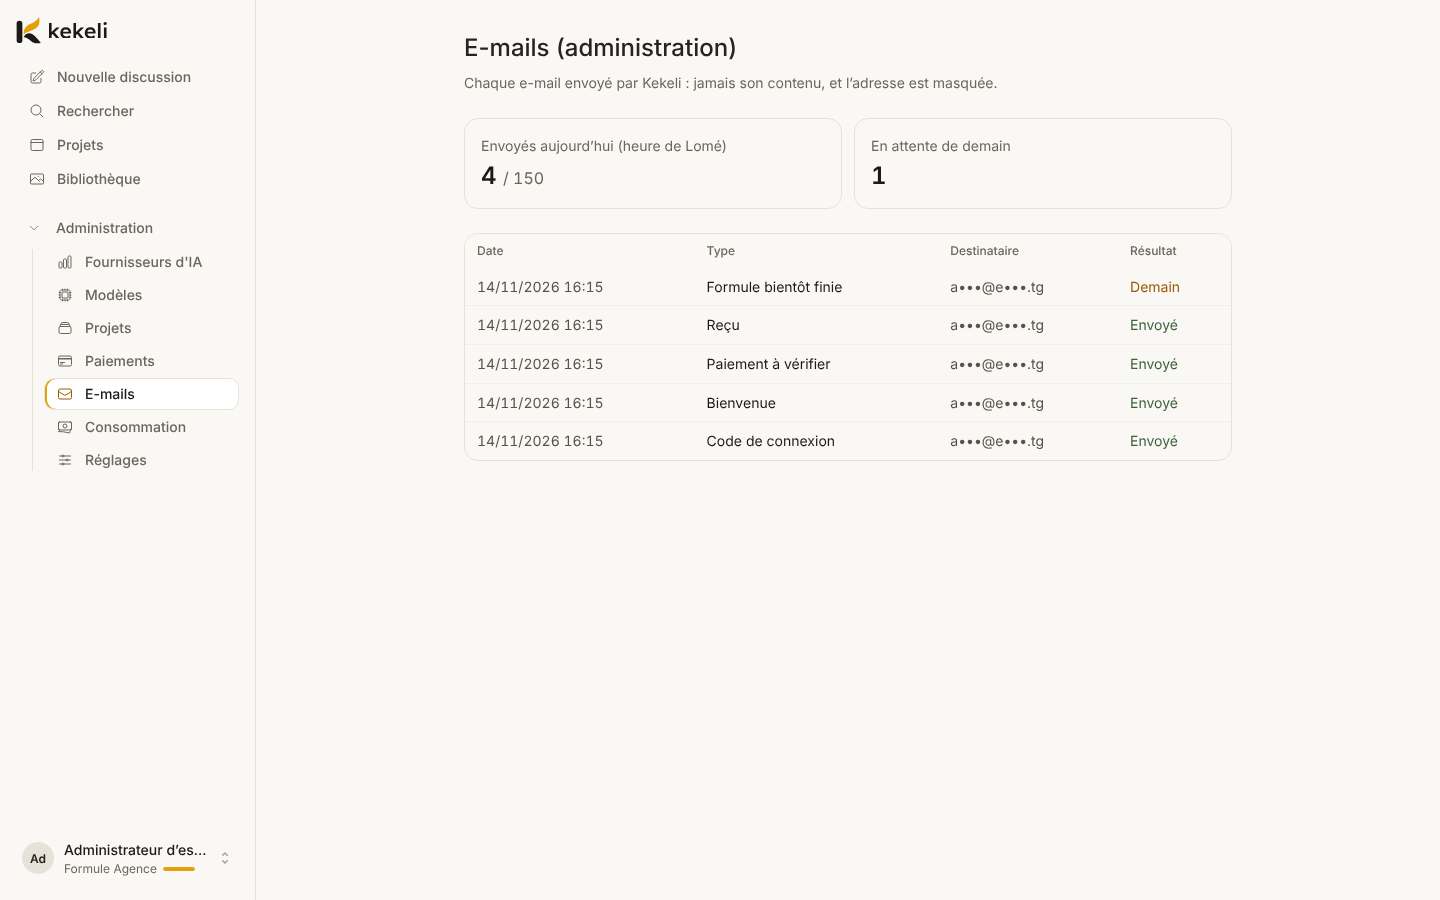 kekeli
Nouvelle discussion
Rechercher
Projets
Bibliothèque
Administration
Fournisseurs d'IA
Modèles
Projets
Paiements
E-mails
Consommation
Réglages
Ad
Administrateur d’es…
Formule Agence
E-mails (administration)
Chaque e-mail envoyé par Kekeli : jamais son contenu, et l’adresse est masquée.
Envoyés aujourd’hui (heure de Lomé)
4 / 150
En attente de demain
1
Date Type Destinataire Résultat
14/11/2026 16:15 Formule bientôt finie a•••@e•••.tg Demain
14/11/2026 16:15 Reçu a•••@e•••.tg Envoyé
14/11/2026 16:15 Paiement à vérifier a•••@e•••.tg Envoyé
14/11/2026 16:15 Bienvenue a•••@e•••.tg Envoyé
14/11/2026 16:15 Code de connexion a•••@e•••.tg Envoyé